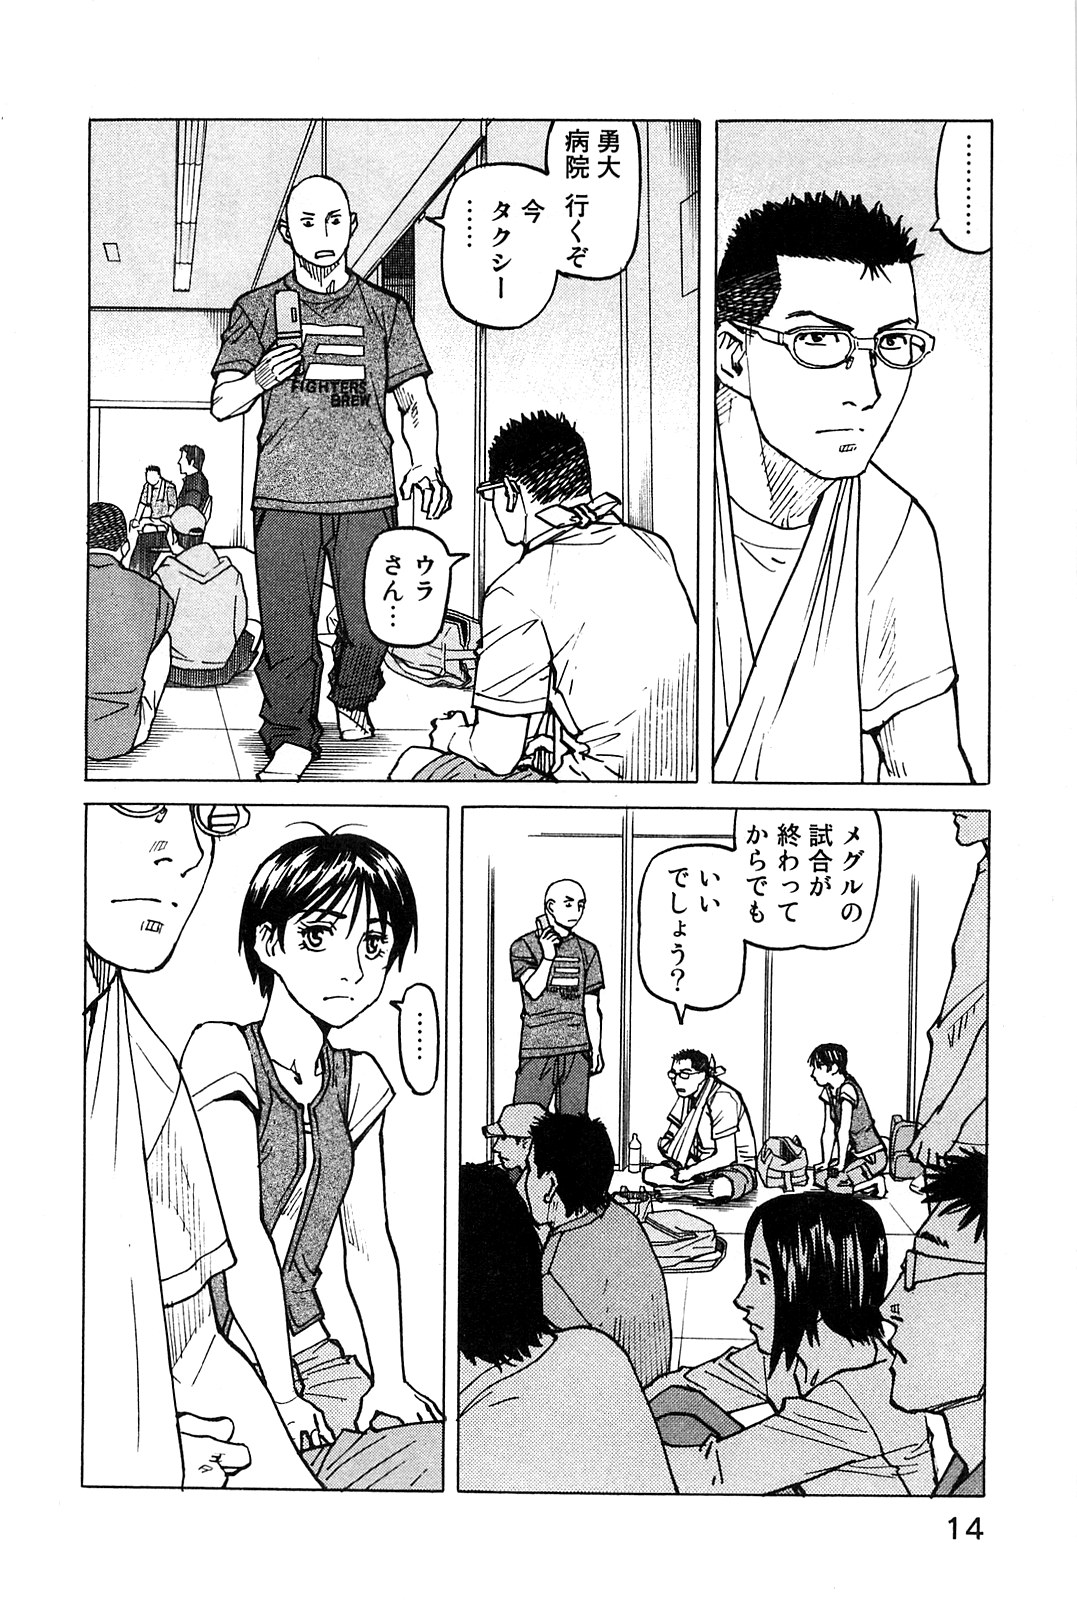 ………
勇大
病院 行くぞ
今
タクシー
……
FIGHTERS
BREW
ウラ
さん…
メグルの
試合が
終わって
からでも
いい
でしょう?
FIGHTERS
BREW
……
14